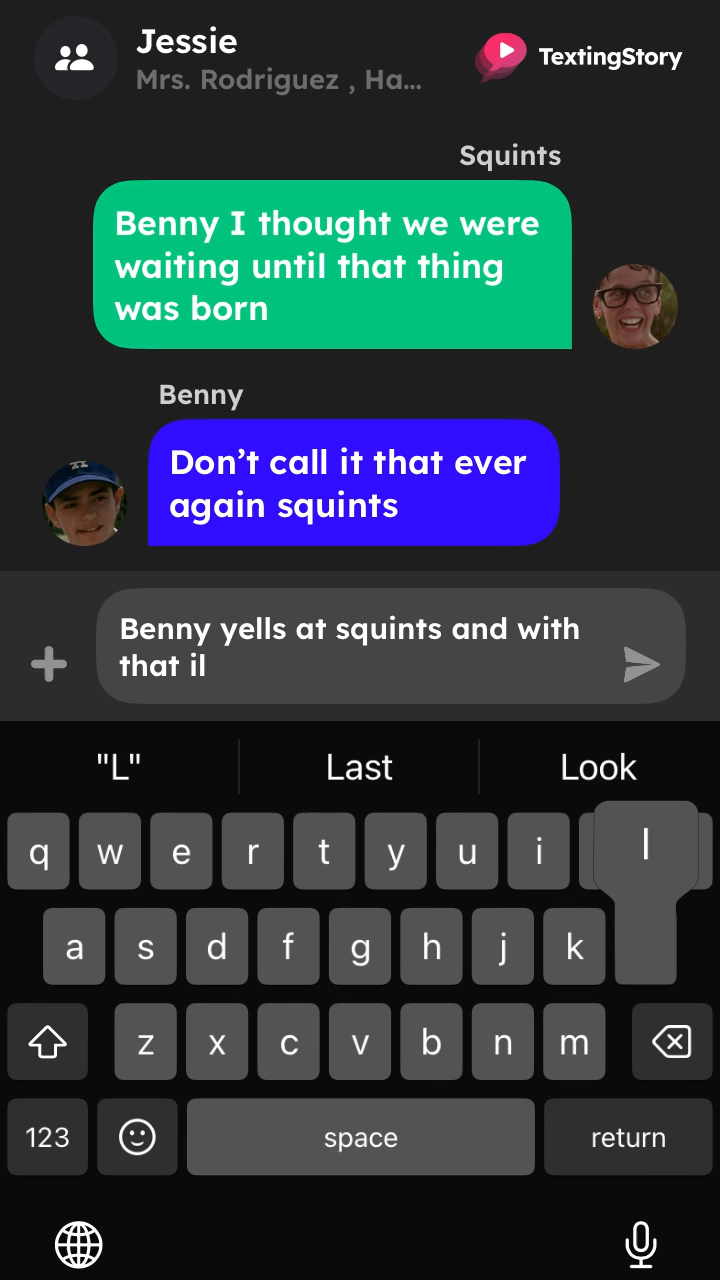 Jessie
Mrs. Rodriguez , Ha...
TextingStory
Squints
Benny I thought we were
waiting until that thing
was born
Benny
Don’t call it that ever
again squints
Benny yells at squints and with
that il
"L" Last Look
q w e r t y u i
l
a s d f g h j k
z x c v b n m
123 space return